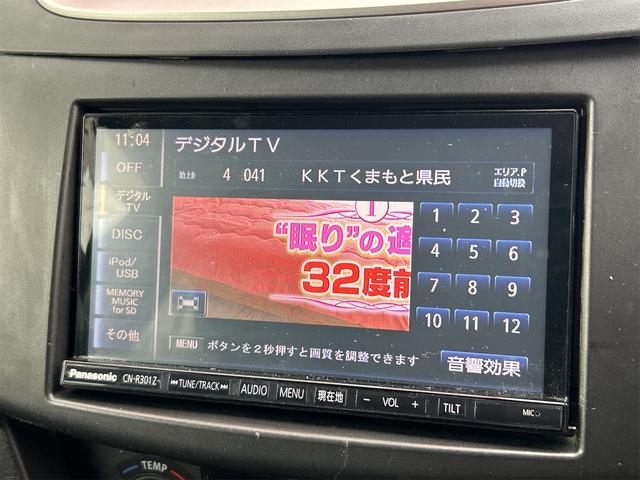 11:04
デジタルTV
OFF
地上D 4 041 KKTくまもと県民
エリア.P
自動切換
デジタル
TV
DISC
iPod/
USB
MEMORY
MUSIC
for SD
その他
①
"眠り"の適
32度前
1 2 3
4 5 6
7 8 9
10 11 12
MENU ボタンを2秒押すと画質を調整できます
音響効果
Panasonic CN-R301Z TUNE/TRACK AUDIO MENU 現在地 − VOL + TILT MIC
TEMP